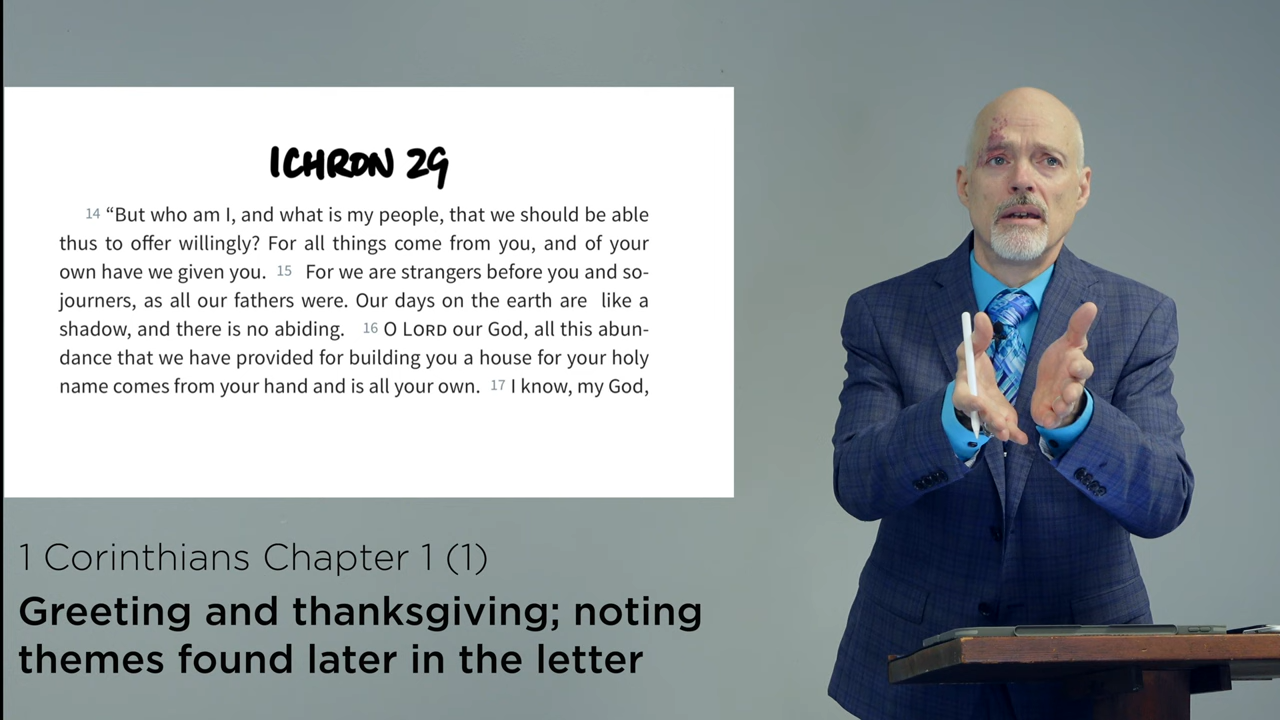 1CHRON 29
14 “But who am I, and what is my people, that we should be able
thus to offer willingly? For all things come from you, and of your
own have we given you. 15 For we are strangers before you and so-
journers, as all our fathers were. Our days on the earth are like a
shadow, and there is no abiding. 16 O LORD our God, all this abun-
dance that we have provided for building you a house for your holy
name comes from your hand and is all your own. 17 I know, my God,
1 Corinthians Chapter 1 (1)
Greeting and thanksgiving; noting
themes found later in the letter